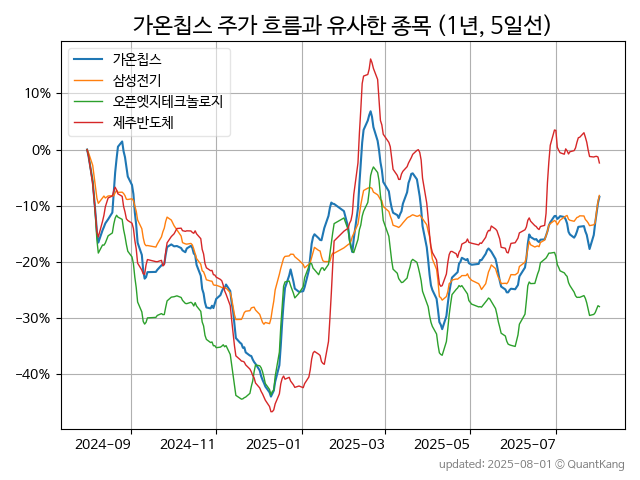 가온칩스 주가 흐름과 유사한 종목 (1년, 5일선)
가온칩스
삼성전기
오픈엣지테크놀로지
제주반도체
10%
0%
−10%
−20%
−30%
−40%
2024-09
2024-11
2025-01
2025-03
2025-05
2025-07
updated: 2025-08-01 © QuantKang